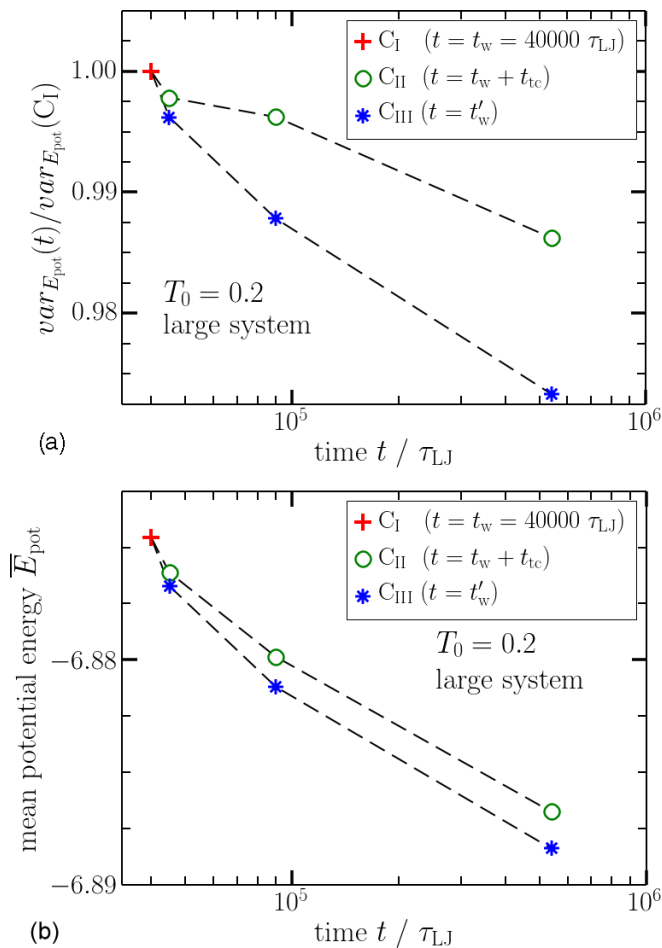 var_{E_pot}(t)/var_{E_pot}(C_I)
1.00
0.99
0.98
C_I (t = t_w = 40000 τ_LJ)
C_II (t = t_w + t_tc)
C_III (t = t′_w)
T_0 = 0.2
large system
10^5
10^6
(a)
time t / τ_LJ
mean potential energy E̅_pot
−6.88
−6.89
C_I (t = t_w = 40000 τ_LJ)
C_II (t = t_w + t_tc)
C_III (t = t′_w)
T_0 = 0.2
large system
10^5
10^6
(b)
time t / τ_LJ